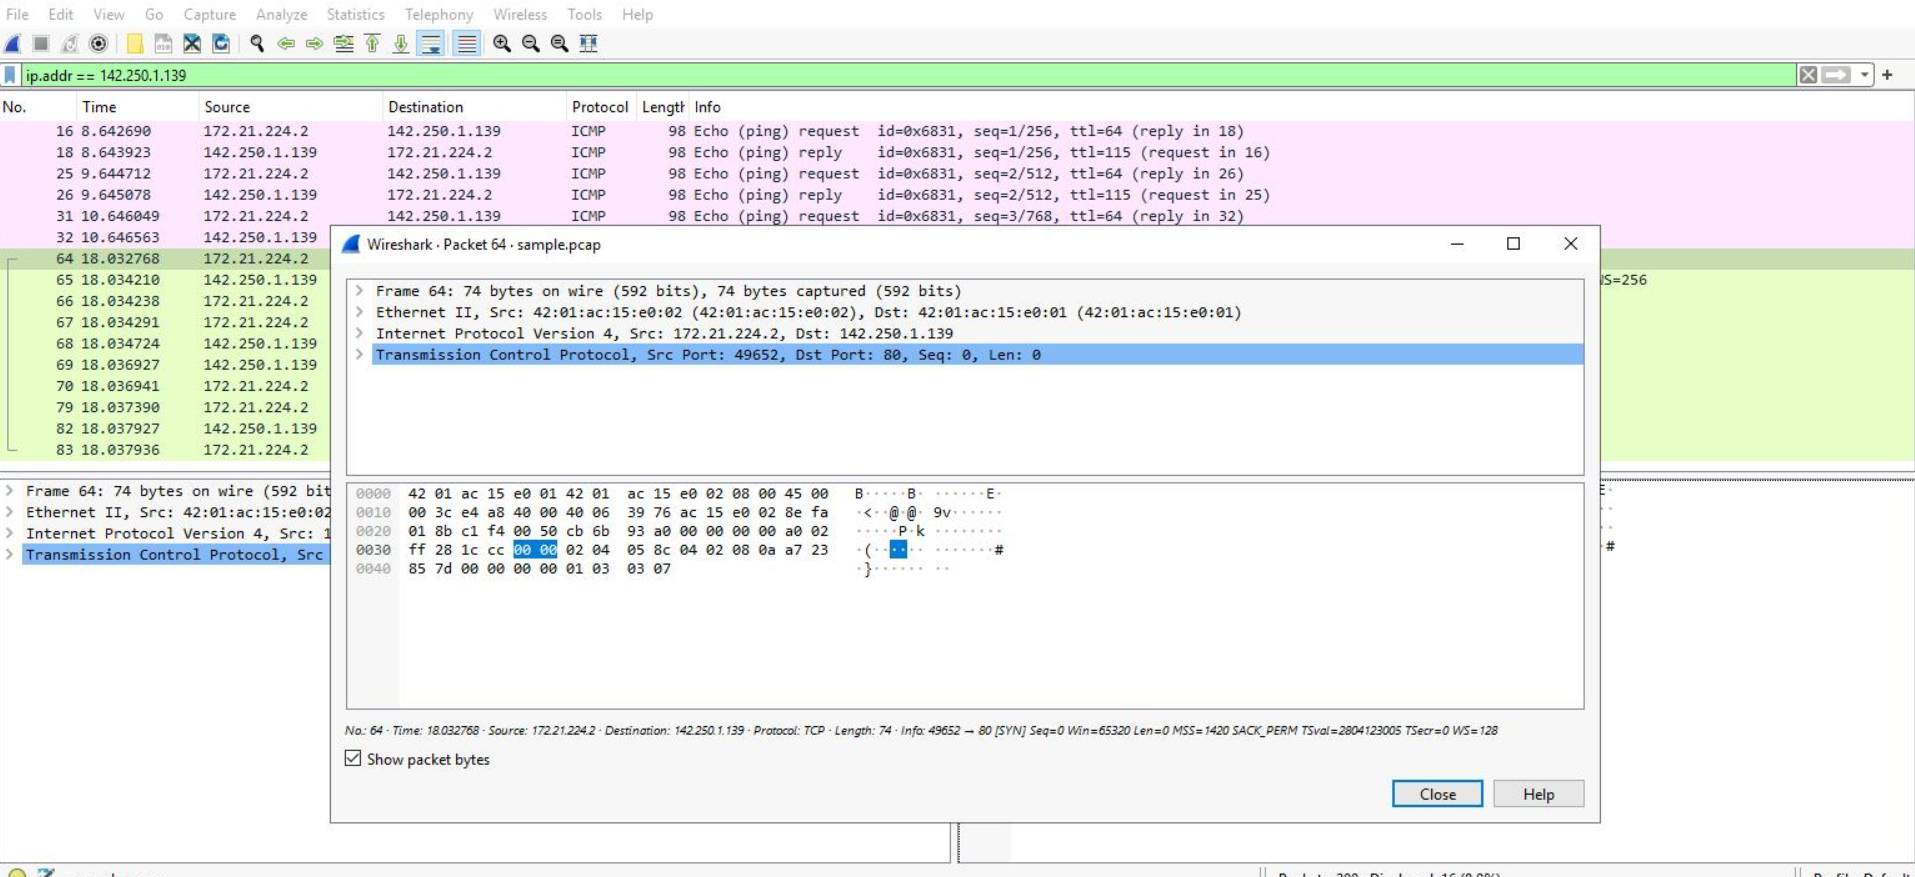 File Edit View Go Capture Analyze Statistics Telephony Wireless Tools Help
ip.addr == 142.250.1.139
No. Time Source Destination Protocol Length Info
16 8.642690 172.21.224.2 142.250.1.139 ICMP 98 Echo (ping) request id=0x6831, seq=1/256, ttl=64 (reply in 18)
18 8.643923 142.250.1.139 172.21.224.2 ICMP 98 Echo (ping) reply id=0x6831, seq=1/256, ttl=115 (request in 16)
25 9.644712 172.21.224.2 142.250.1.139 ICMP 98 Echo (ping) request id=0x6831, seq=2/512, ttl=64 (reply in 26)
26 9.645078 142.250.1.139 172.21.224.2 ICMP 98 Echo (ping) reply id=0x6831, seq=2/512, ttl=115 (request in 25)
31 10.646049 172.21.224.2 142.250.1.139 ICMP 98 Echo (ping) request id=0x6831, seq=3/768, ttl=64 (reply in 32)
32 10.646563 142.250.1.139
64 18.032768 172.21.224.2
65 18.034210 142.250.1.139 WS=256
66 18.034238 172.21.224.2
67 18.034291 172.21.224.2
68 18.034724 142.250.1.139
69 18.036927 142.250.1.139
70 18.036941 172.21.224.2
79 18.037390 172.21.224.2
82 18.037927 142.250.1.139
83 18.037936 172.21.224.2
Frame 64: 74 bytes on wire (592 bit
Ethernet II, Src: 42:01:ac:15:e0:02
Internet Protocol Version 4, Src: 1
Transmission Control Protocol, Src
Wireshark · Packet 64 · sample.pcap
Frame 64: 74 bytes on wire (592 bits), 74 bytes captured (592 bits)
Ethernet II, Src: 42:01:ac:15:e0:02 (42:01:ac:15:e0:02), Dst: 42:01:ac:15:e0:01 (42:01:ac:15:e0:01)
Internet Protocol Version 4, Src: 172.21.224.2, Dst: 142.250.1.139
Transmission Control Protocol, Src Port: 49652, Dst Port: 80, Seq: 0, Len: 0
0000 42 01 ac 15 e0 01 42 01 ac 15 e0 02 08 00 45 00 B·····B· ······E·
0010 00 3c e4 a8 40 00 40 06 39 76 ac 15 e0 02 8e fa ·<··@·@· 9v······
0020 01 8b c1 f4 00 50 cb 6b 93 a0 00 00 00 00 a0 02 ·····P·k ········
0030 ff 28 1c cc 00 00 02 04 05 8c 04 02 08 0a a7 23 ·(······ ·······#
0040 85 7d 00 00 00 00 01 03 03 07 ·}······ ··
No.: 64 · Time: 18.032768 · Source: 172.21.224.2 · Destination: 142.250.1.139 · Protocol: TCP · Length: 74 · Info: 49652 → 80 [SYN] Seq=0 Win=65320 Len=0 MSS=1420 SACK_PERM TSval=2804123005 TSecr=0 WS=128
Show packet bytes
Close Help